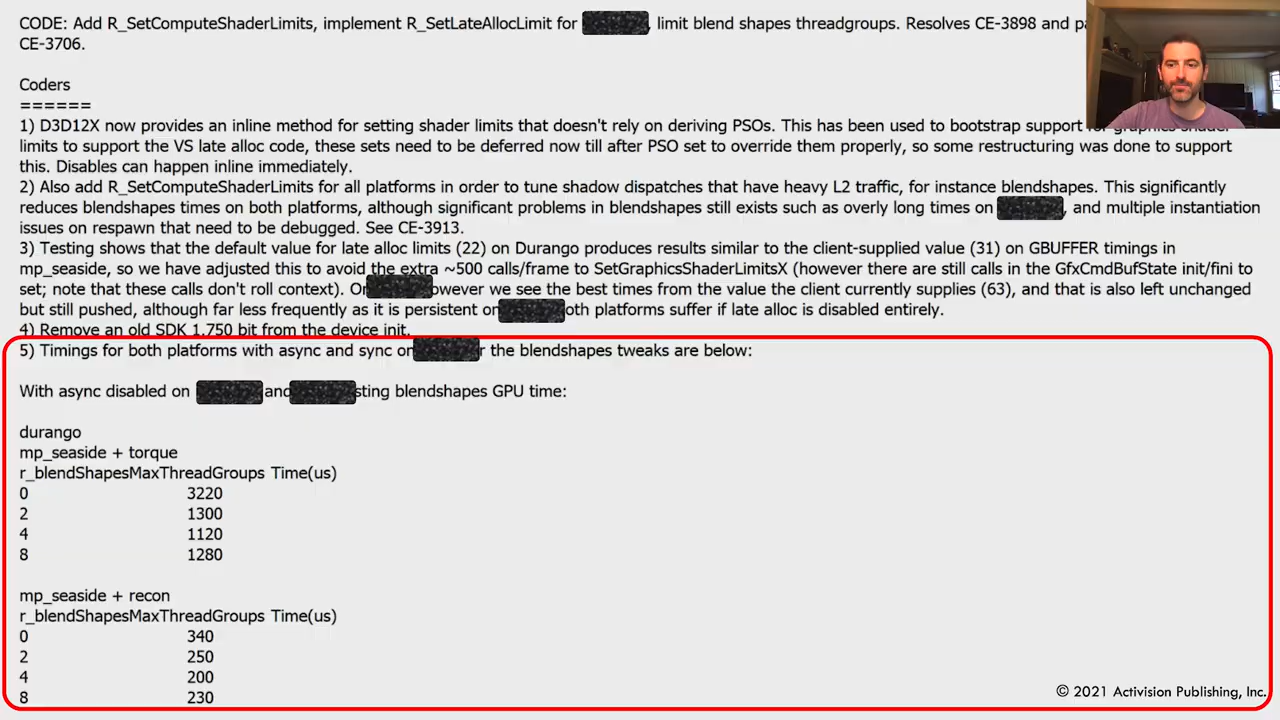 CODE: Add R_SetComputeShaderLimits, implement R_SetLateAllocLimit for , limit blend shapes threadgroups. Resolves CE-3898 and
CE-3706.
Coders
======
1) D3D12X now provides an inline method for setting shader limits that doesn't rely on deriving PSOs. This has been used to bootstrap support for graphics shader
limits to support the VS late alloc code, these sets need to be deferred now till after PSO set to override them properly, so some restructuring was done to support
this. Disables can happen inline immediately.
2) Also add R_SetComputeShaderLimits for all platforms in order to tune shadow dispatches that have heavy L2 traffic, for instance blendshapes. This significantly
reduces blendshapes times on both platforms, although significant problems in blendshapes still exists such as overly long times on , and multiple instantiation
issues on respawn that need to be debugged. See CE-3913.
3) Testing shows that the default value for late alloc limits (22) on Durango produces results similar to the client-supplied value (31) on GBUFFER timings in
mp_seaside, so we have adjusted this to avoid the extra ~500 calls/frame to SetGraphicsShaderLimitsX (however there are still calls in the GfxCmdBufState init/fini to
set; note that these calls don't roll context). On owever we see the best times from the value the client currently supplies (63), and that is also left unchanged
but still pushed, although far less frequently as it is persistent on oth platforms suffer if late alloc is disabled entirely.
4) Remove an old SDK 1.750 bit from the device init.
5) Timings for both platforms with async and sync on r the blendshapes tweaks are below:
With async disabled on and sting blendshapes GPU time:
durango
mp_seaside + torque
r_blendShapesMaxThreadGroups Time(us)
0 3220
2 1300
4 1120
8 1280
mp_seaside + recon
r_blendShapesMaxThreadGroups Time(us)
0 340
2 250
4 200
8 230
© 2021 Activision Publishing, Inc.